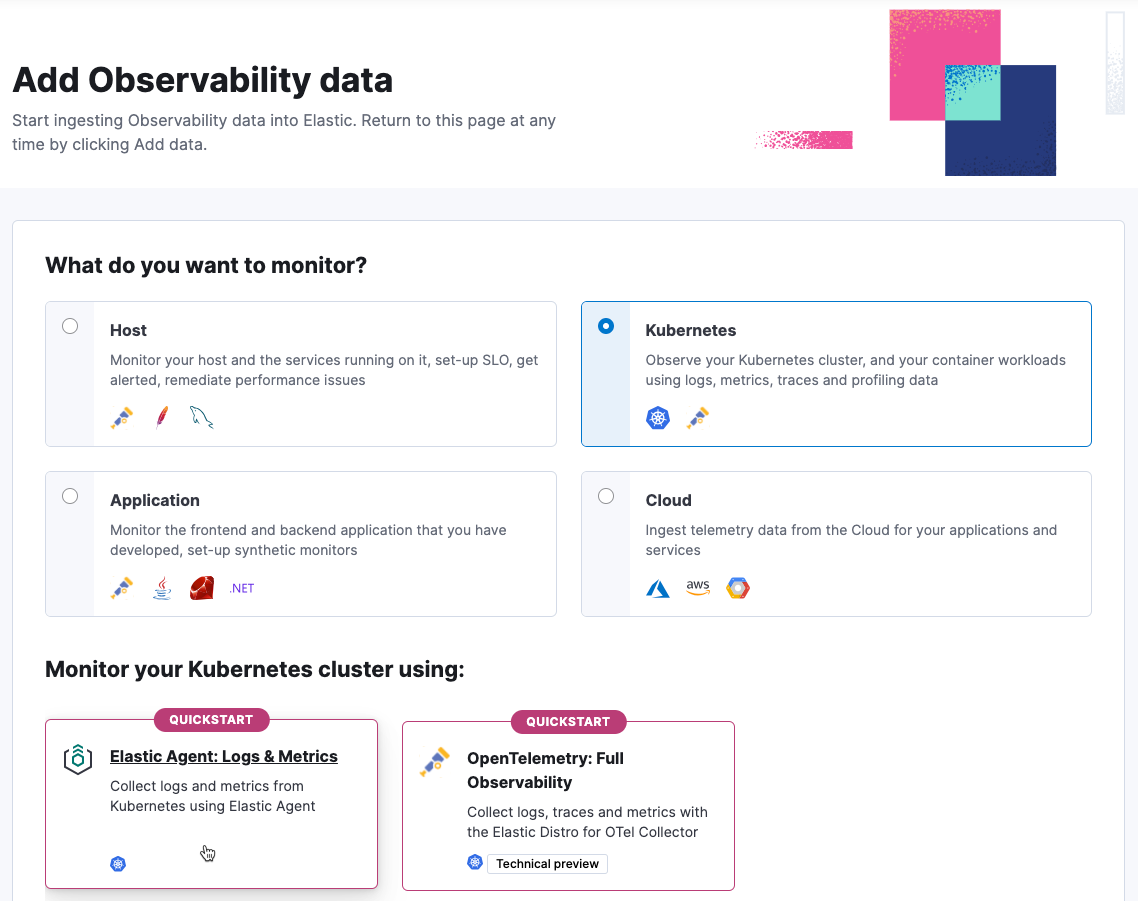 Add Observability data
Start ingesting Observability data into Elastic. Return to this page at any
time by clicking Add data.
What do you want to monitor?
Host
Monitor your host and the services running on it, set-up SLO, get
alerted, remediate performance issues
Kubernetes
Observe your Kubernetes cluster, and your container workloads
using logs, metrics, traces and profiling data
Application
Monitor the frontend and backend application that you have
developed, set-up synthetic monitors
.NET
Cloud
Ingest telemetry data from the Cloud for your applications and
services
aws
Monitor your Kubernetes cluster using:
QUICKSTART
Elastic Agent: Logs & Metrics
Collect logs and metrics from
Kubernetes using Elastic Agent
QUICKSTART
OpenTelemetry: Full
Observability
Collect logs, traces and metrics with
the Elastic Distro for OTel Collector
Technical preview